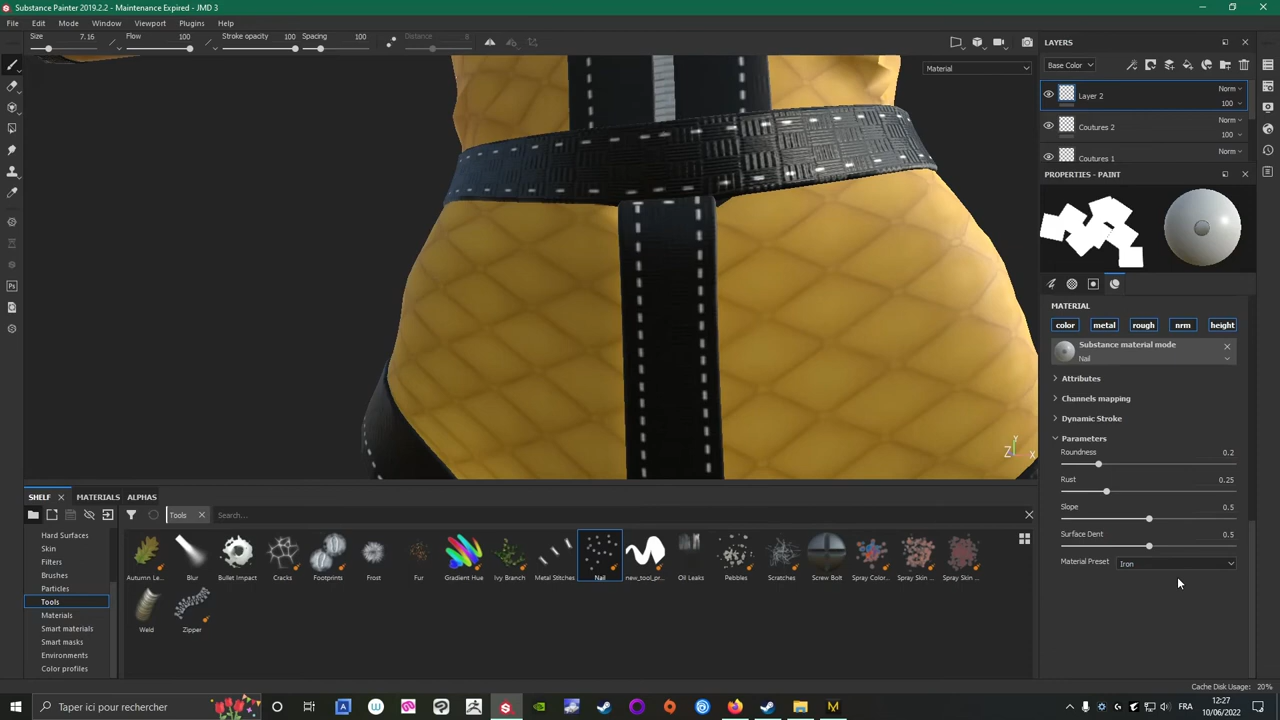 Substance Painter 2019.2.2 - Maintenance Expired - JMD 3
File Edit Mode Window Viewport Plugins Help
Size 7.16 Flow 100 Stroke opacity 100 Spacing 100 Distance 8
Material
LAYERS
Base Color
Layer 2 Norm 100
Coutures 2 Norm 100
Coutures 1 Norm
PROPERTIES - PAINT
MATERIAL
color metal rough nrm height
Substance material mode
Nail
Attributes
Channels mapping
Dynamic Stroke
Parameters
Roundness 0.2
Rust 0.25
Slope 0.5
Surface Dent 0.5
Material Preset Iron
Y
Z X
SHELF MATERIALS ALPHAS
Tools Search...
Hard Surfaces
Skin
Filters
Brushes
Particles
Tools
Materials
Smart materials
Smart masks
Environments
Color profiles
Autumn Le... Blur Bullet Impact Cracks Footprints Frost Fur Gradient Hue Ivy Branch Metal Stitches Nail new_tool_pr... Oil Leaks Pebbles Scratches Screw Bolt Spray Color... Spray Skin ... Spray Skin ...
Weld Zipper
Cache Disk Usage: 20%
Taper ici pour rechercher
FRA
12:27
10/06/2022